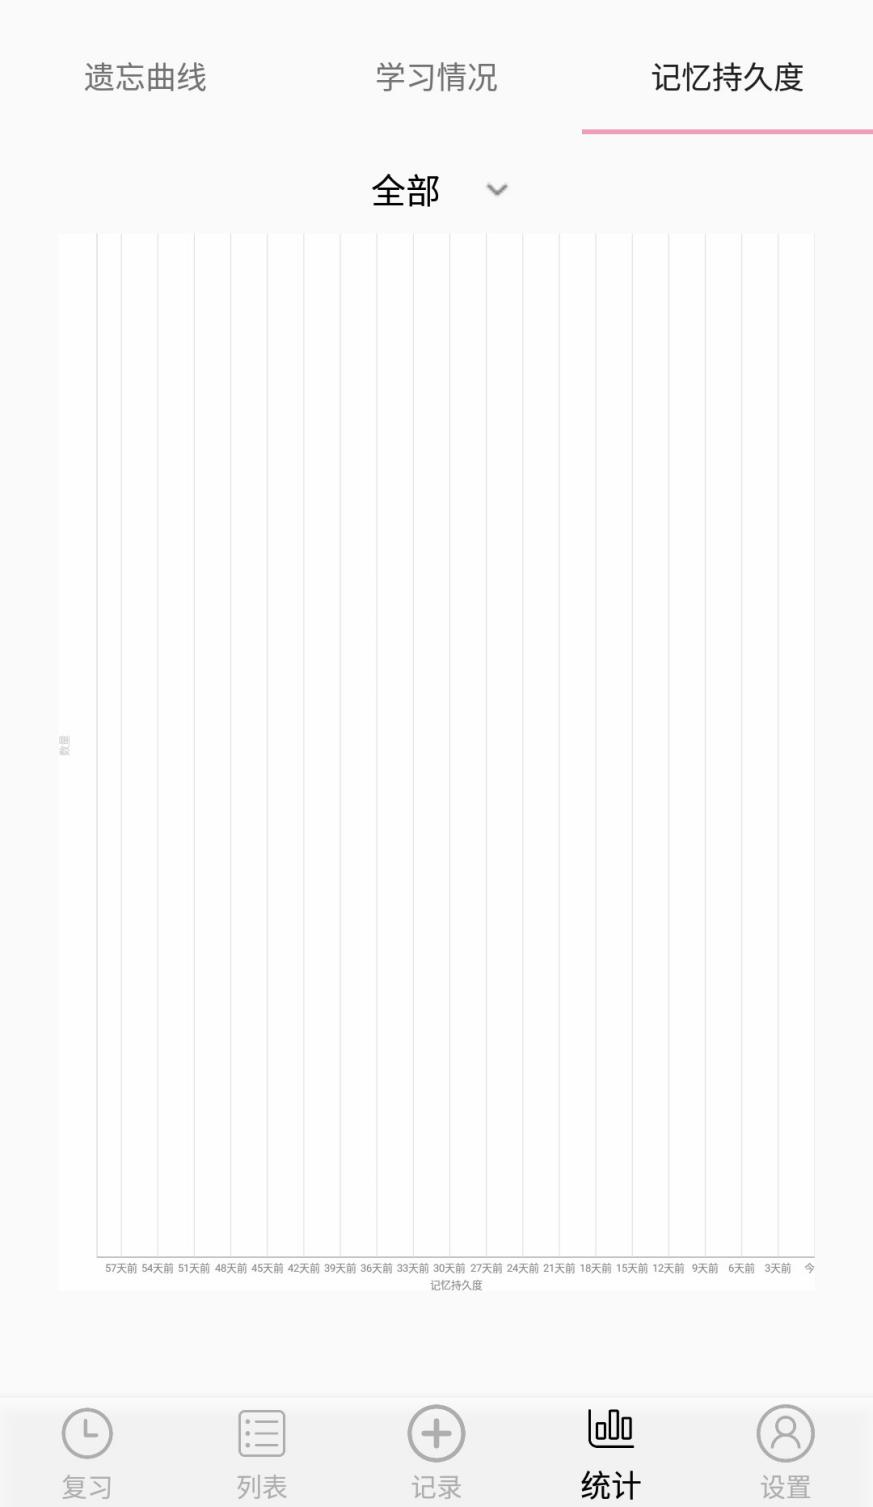 遗忘曲线 学习情况 记忆持久度
全部
数量
57天前 54天前 51天前 48天前 45天前 42天前 39天前 36天前 33天前 30天前 27天前 24天前 21天前 18天前 15天前 12天前 9天前 6天前 3天前 今
记忆持久度
复习 列表 记录 统计 设置